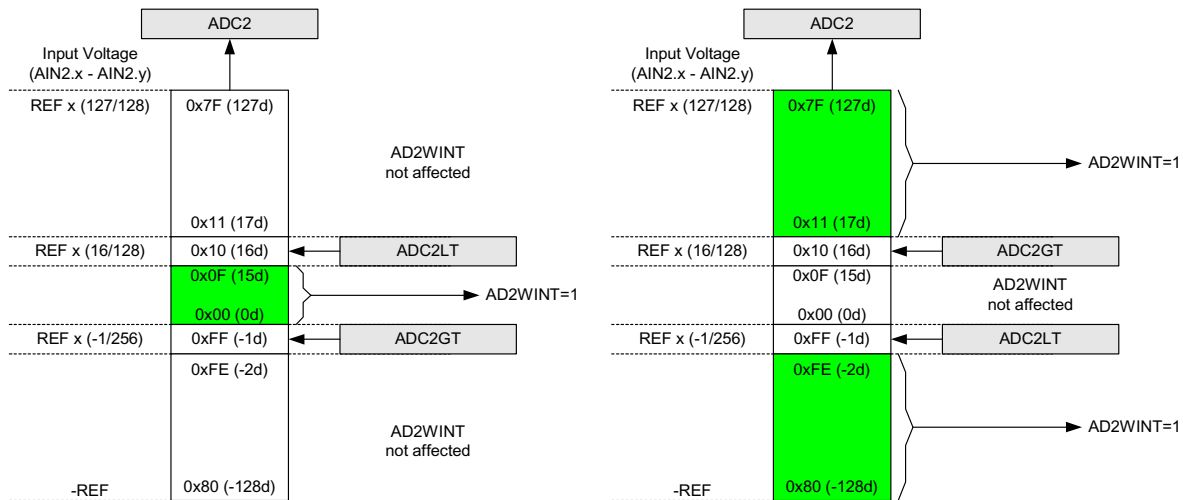 ADC2
Input Voltage
(AIN2.x - AIN2.y)
REF x (127/128)
0x7F (127d)
AD2WINT
not affected
0x11 (17d)
REF x (16/128)
0x10 (16d)
ADC2LT
0x0F (15d)
AD2WINT=1
0x00 (0d)
REF x (-1/256)
0xFF (-1d)
ADC2GT
0xFE (-2d)
AD2WINT
not affected
-REF
0x80 (-128d)
ADC2
Input Voltage
(AIN2.x - AIN2.y)
REF x (127/128)
0x7F (127d)
AD2WINT=1
0x11 (17d)
REF x (16/128)
0x10 (16d)
ADC2GT
0x0F (15d)
AD2WINT
not affected
0x00 (0d)
REF x (-1/256)
0xFF (-1d)
ADC2LT
0xFE (-2d)
AD2WINT=1
-REF
0x80 (-128d)